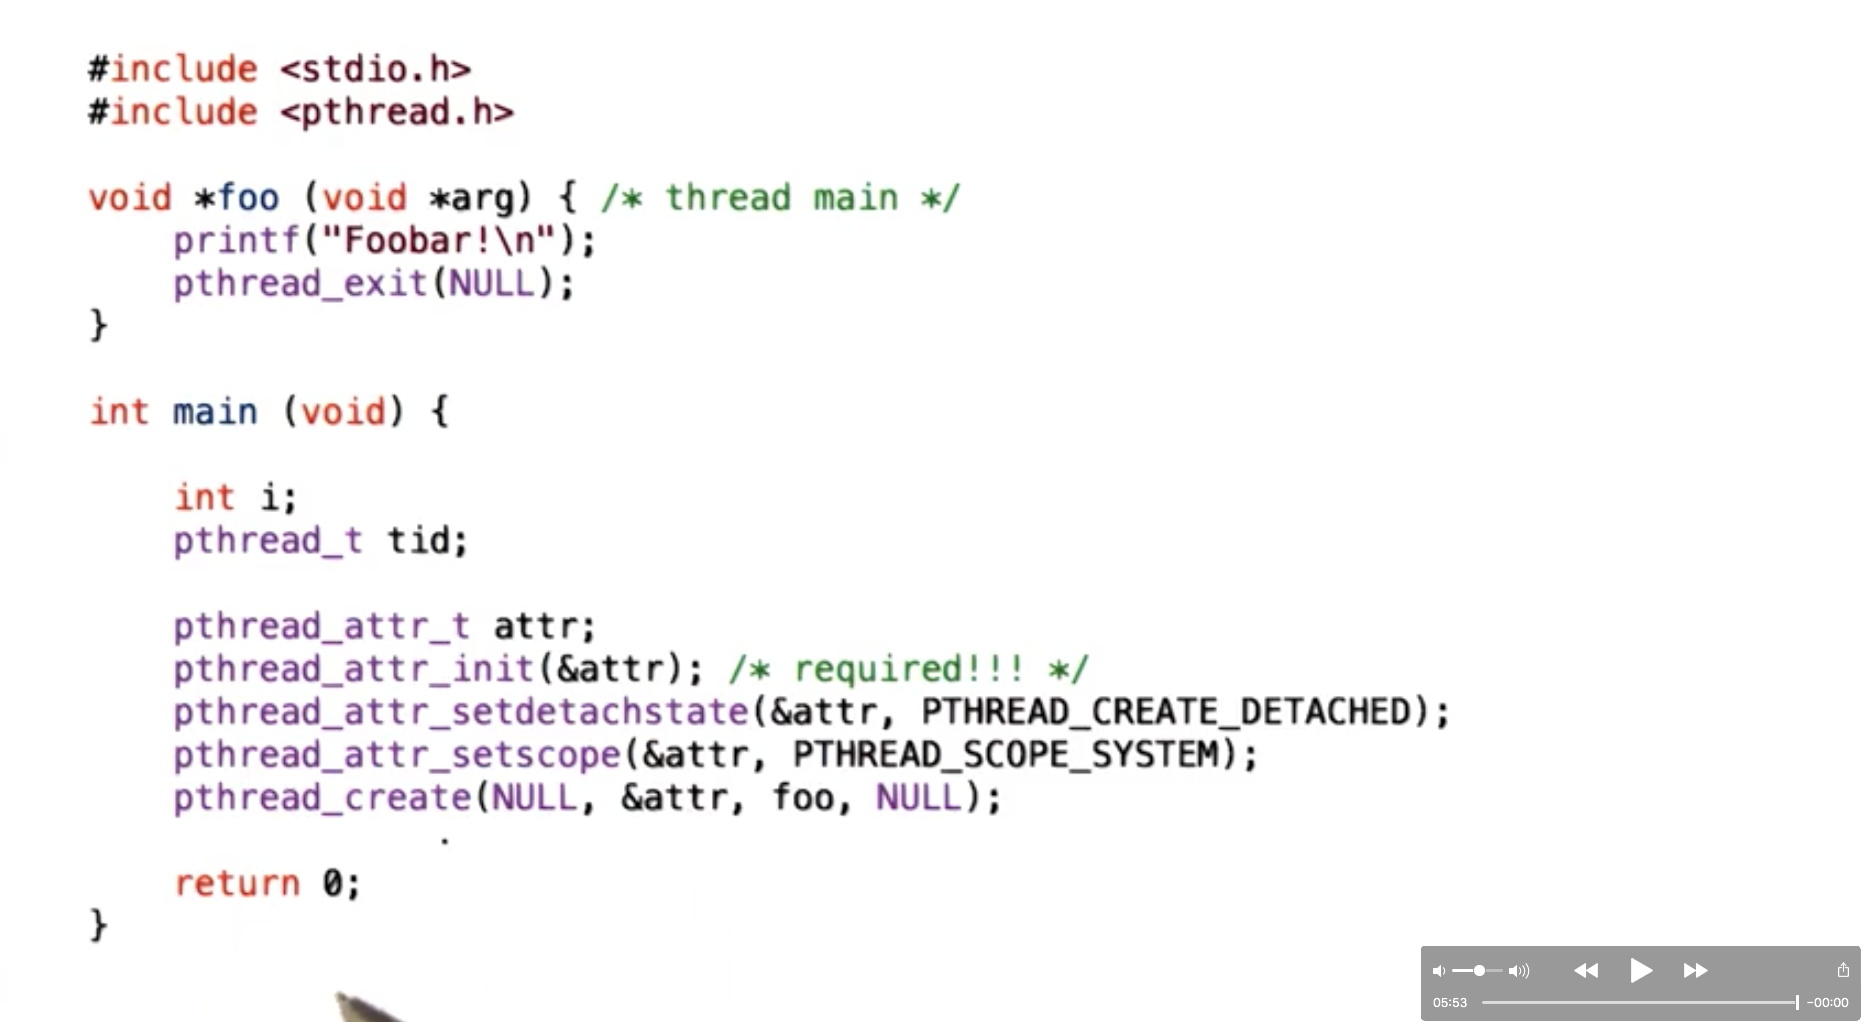 #include <stdio.h>
#include <pthread.h>
void *foo (void *arg) { /* thread main */
printf("Foobar!\n");
pthread_exit(NULL);
}
int main (void) {
int i;
pthread_t tid;
pthread_attr_t attr;
pthread_attr_init(&attr); /* required!!! */
pthread_attr_setdetachstate(&attr, PTHREAD_CREATE_DETACHED);
pthread_attr_setscope(&attr, PTHREAD_SCOPE_SYSTEM);
pthread_create(NULL, &attr, foo, NULL);
return 0;
}
05:53 -00:00